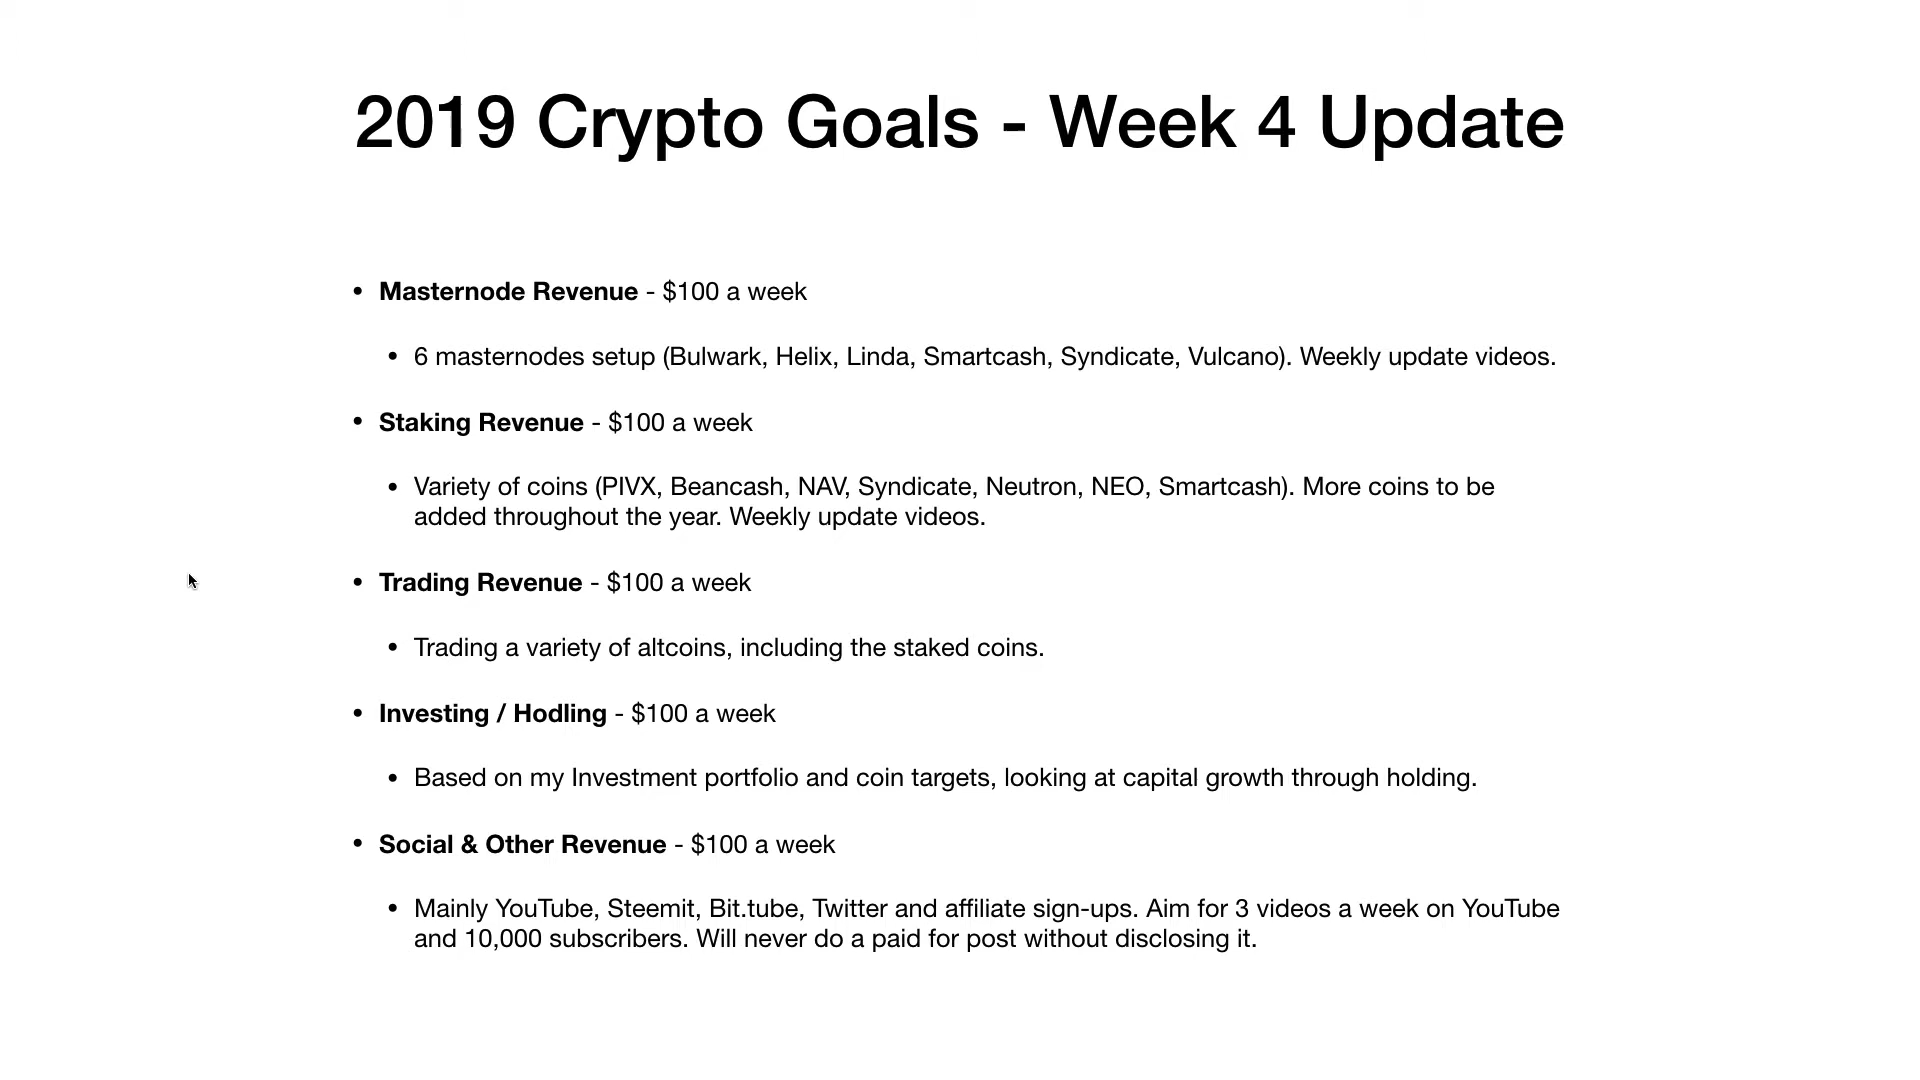 2019 Crypto Goals - Week 4 Update
• Masternode Revenue - $100 a week
• 6 masternodes setup (Bulwark, Helix, Linda, Smartcash, Syndicate, Vulcano). Weekly update videos.
• Staking Revenue - $100 a week
• Variety of coins (PIVX, Beancash, NAV, Syndicate, Neutron, NEO, Smartcash). More coins to be
added throughout the year. Weekly update videos.
• Trading Revenue - $100 a week
• Trading a variety of altcoins, including the staked coins.
• Investing / Hodling - $100 a week
• Based on my Investment portfolio and coin targets, looking at capital growth through holding.
• Social & Other Revenue - $100 a week
• Mainly YouTube, Steemit, Bit.tube, Twitter and affiliate sign-ups. Aim for 3 videos a week on YouTube
and 10,000 subscribers. Will never do a paid for post without disclosing it.